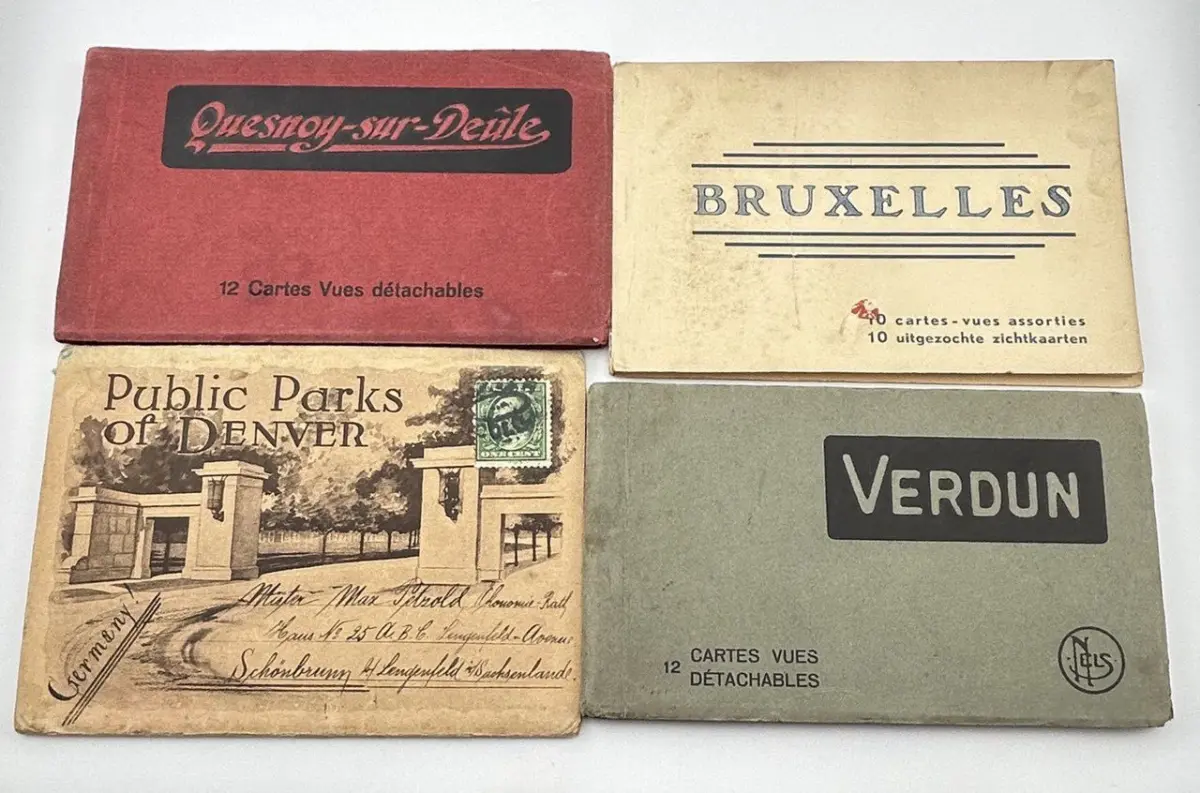 Quesnoy-sur-Deûle
12 Cartes Vues détachables
BRUXELLES
10 cartes-vues assorties
10 uitgezochte zichtkaarten
Public Parks
of DENVER
ONE CENT
Mister Max Petzold Ökonomie-Rath
Haus No 25 A.B.C. Lengenfeld-Avenue
Schönbrunn b/ Lengenfeld i/Sachsenlande
Germany!
VERDUN
12 CARTES VUES
DÉTACHABLES
NELS